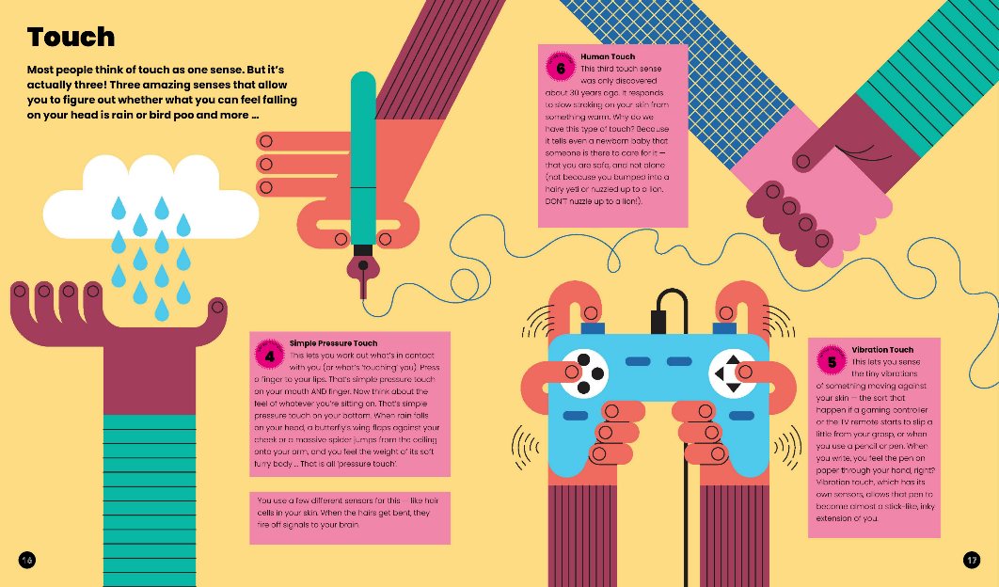 Touch
Most people think of touch as one sense. But it’s
actually three! Three amazing senses that allow
you to figure out whether what you can feel falling
on your head is rain or bird poo and more ...
4
Simple Pressure Touch
This lets you work out what’s in contact
with you (or what’s ‘touching’ you). Press
a finger to your lips. That’s simple pressure touch
on your mouth AND finger. Now think about the
feel of whatever you’re sitting on. That’s simple
pressure touch on your bottom. When rain falls
on your head, a butterfly’s wing flaps against your
cheek or a massive spider jumps from the ceiling
onto your arm, and you feel the weight of its soft
furry body ... That is all ‘pressure touch’.
You use a few different sensors for this — like hair
cells in your skin. When the hairs get bent, they
fire off signals to your brain.
16
6
Human Touch
This third touch sense
was only discovered
about 30 years ago. It responds
to slow stroking on your skin from
something warm. Why do we
have this type of touch? Because
it tells even a newborn baby that
someone is there to care for it —
that you are safe, and not alone
(not because you bumped into a
hairy yeti or nuzzled up to a lion.
DON’T nuzzle up to a lion!).
5
Vibration Touch
This lets you sense
the tiny vibrations
of something moving against
your skin — the sort that
happen if a gaming controller
or the TV remote starts to slip a
little from your grasp, or when
you use a pencil or pen. When
you write, you feel the pen on
paper through your hand, right?
Vibration touch, which has its
own sensors, allows that pen to
become almost a stick-like, inky
extension of you.
17